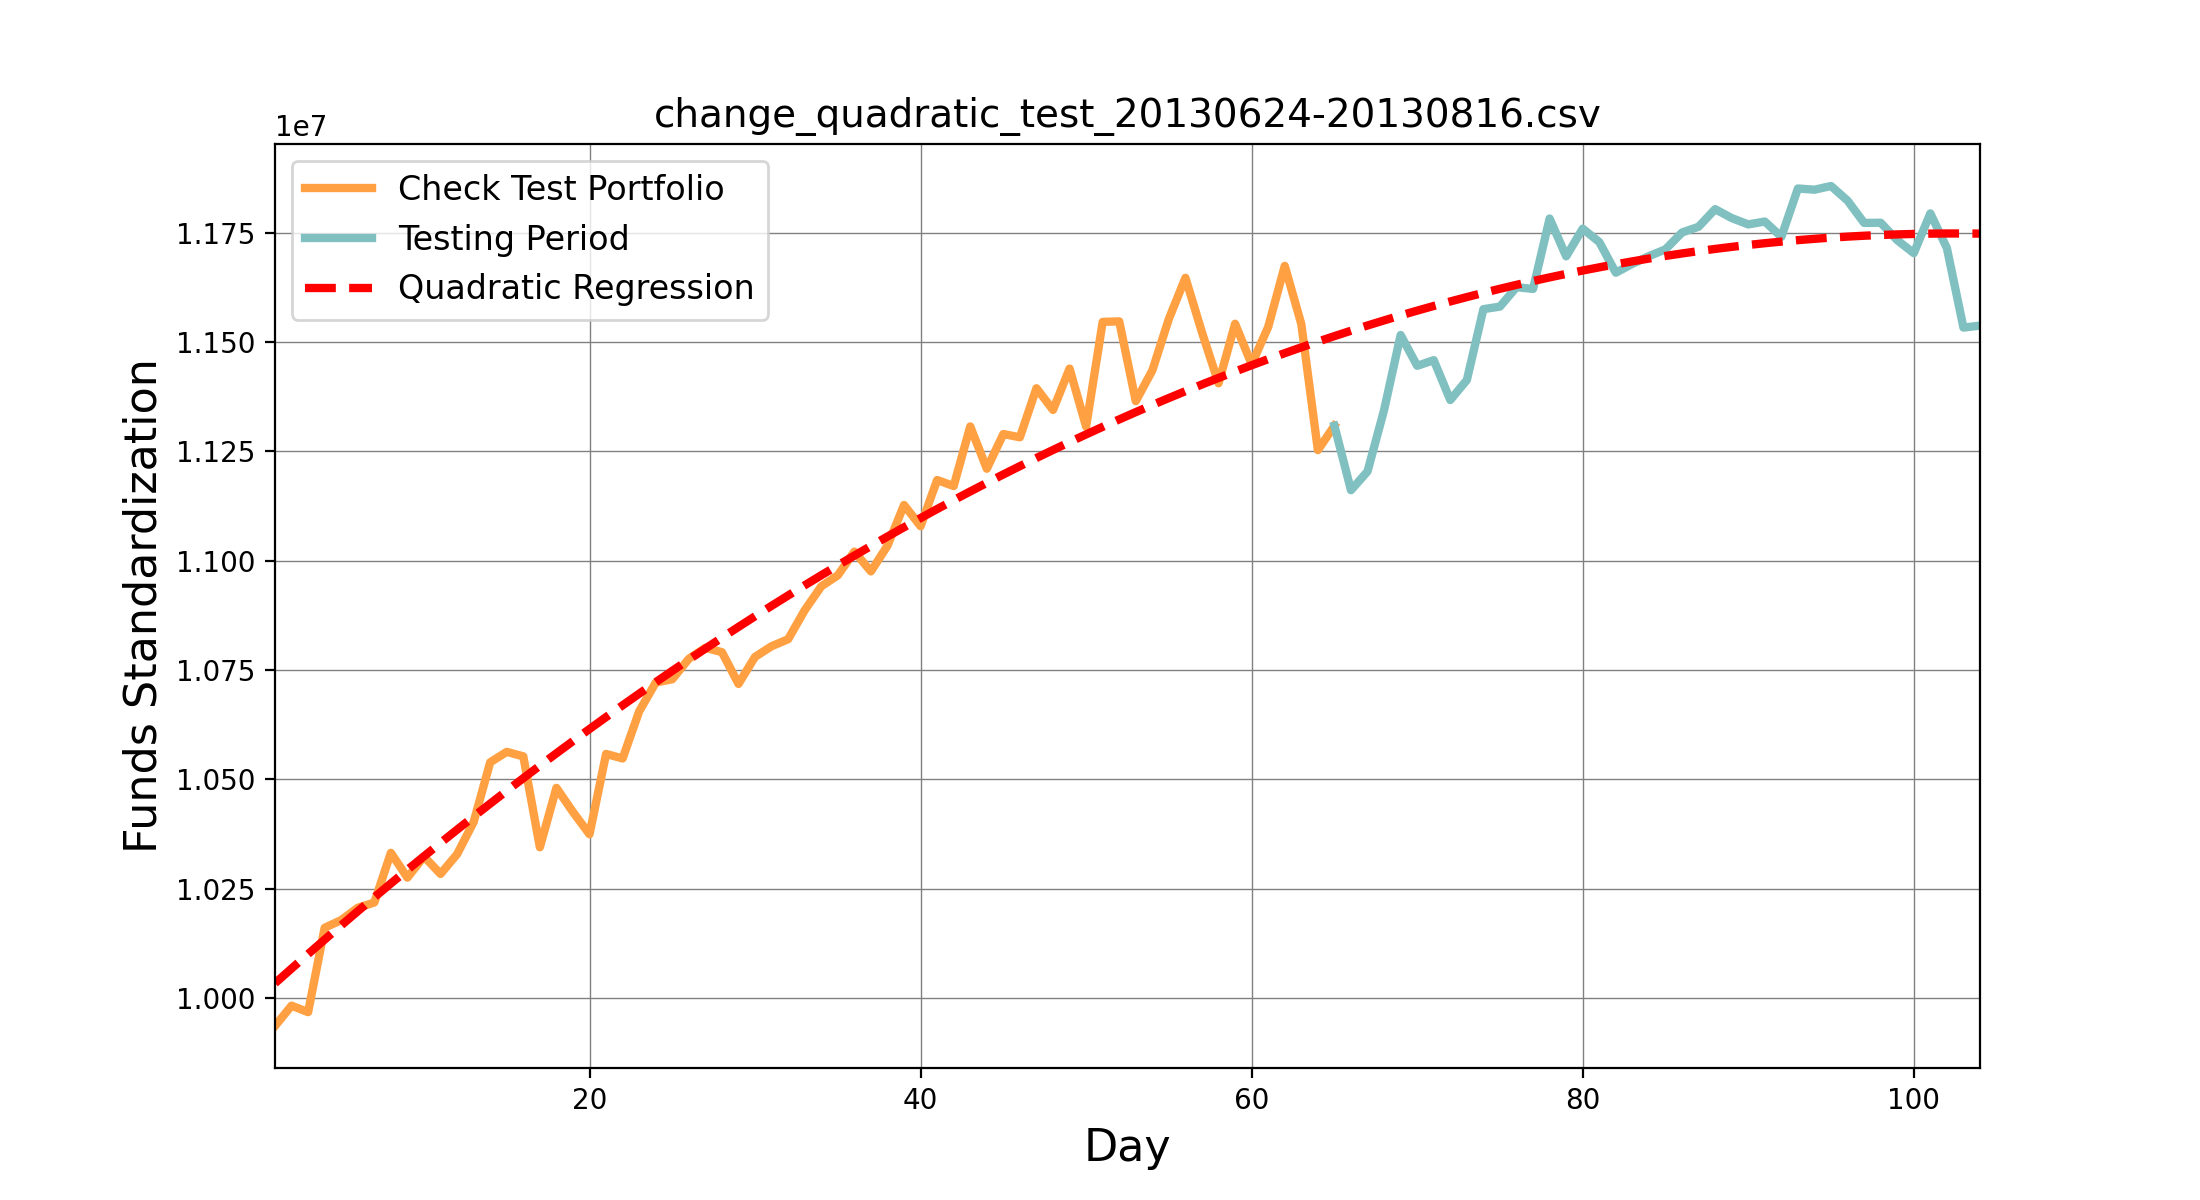 change_quadratic_test_20130624-20130816.csv
1e7
Check Test Portfolio
Testing Period
Quadratic Regression
1.175
1.150
1.125
1.100
1.075
1.050
1.025
1.000
Funds Standardization
20 40 60 80 100
Day